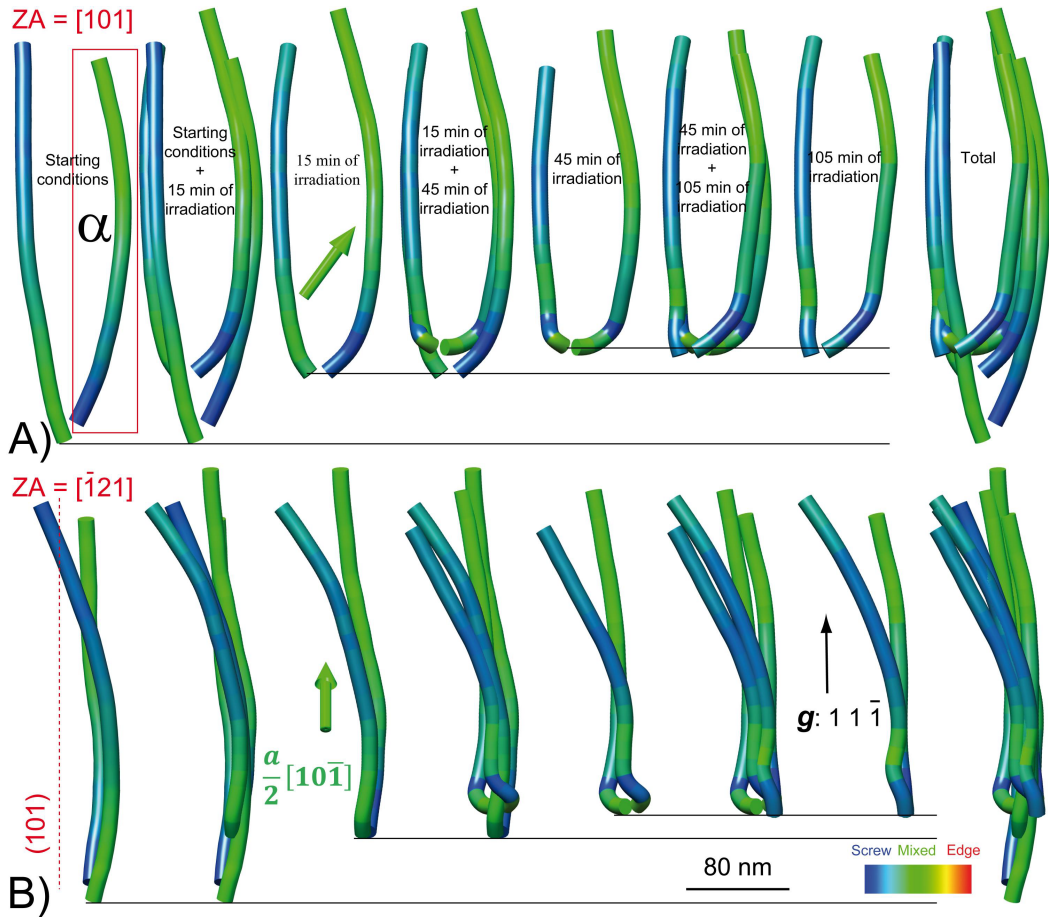 ZA = [101]
Starting
conditions
α
Starting
conditions
+
15 min of
irradiation
15 min of
irradiation
15 min of
irradiation
+
45 min of
irradiation
45 min of
irradiation
45 min of
irradiation
+
105 min of
irradiation
105 min of
irradiation
Total
A)
ZA = [1̄21]
(101)
a/2 [101̄]
g: 1 1 1̄
Screw Mixed Edge
80 nm
B)